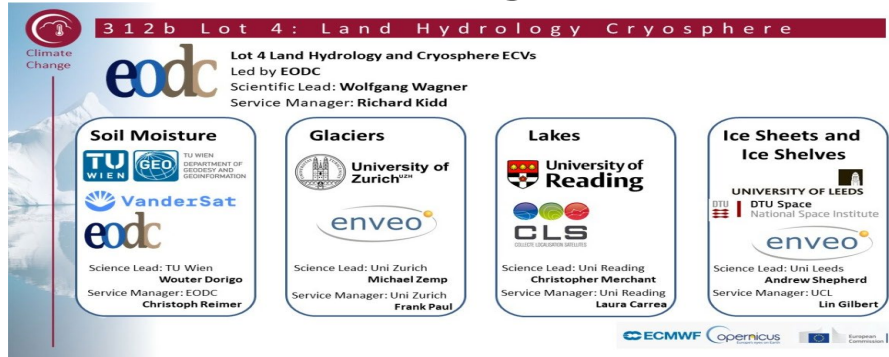 312b Lot 4: Land Hydrology Cryosphere
Climate
Change
eodc
Lot 4 Land Hydrology and Cryosphere ECVs
Led by EODC
Scientific Lead: Wolfgang Wagner
Service Manager: Richard Kidd
Soil Moisture
TU
WIEN
GEO
TU WIEN
DEPARTMENT OF
GEODESY AND
GEOINFORMATION
VanderSat
eodc
Science Lead: TU Wien
Wouter Dorigo
Service Manager: EODC
Christoph Reimer
Glaciers
University of
Zurich UZH
enveo
Science Lead: Uni Zurich
Michael Zemp
Service Manager: Uni Zurich
Frank Paul
Lakes
University of
Reading
CLS
COLLECTE LOCALISATION SATELLITES
Science Lead: Uni Reading
Christopher Merchant
Service Manager: Uni Reading
Laura Carrea
Ice Sheets and
Ice Shelves
UNIVERSITY OF LEEDS
DTU
DTU Space
National Space Institute
enveo
Science Lead: Uni Leeds
Andrew Shepherd
Service Manager: UCL
Lin Gilbert
ECMWF
opernicus
Europe's eyes on Earth
European
Commission